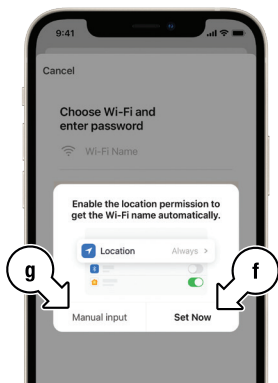 9:41
Cancel
Choose Wi-Fi and
enter password
Wi-Fi Name
Enable the location permission to
get the Wi-Fi name automatically.
Location Always >
g f
Manual input Set Now